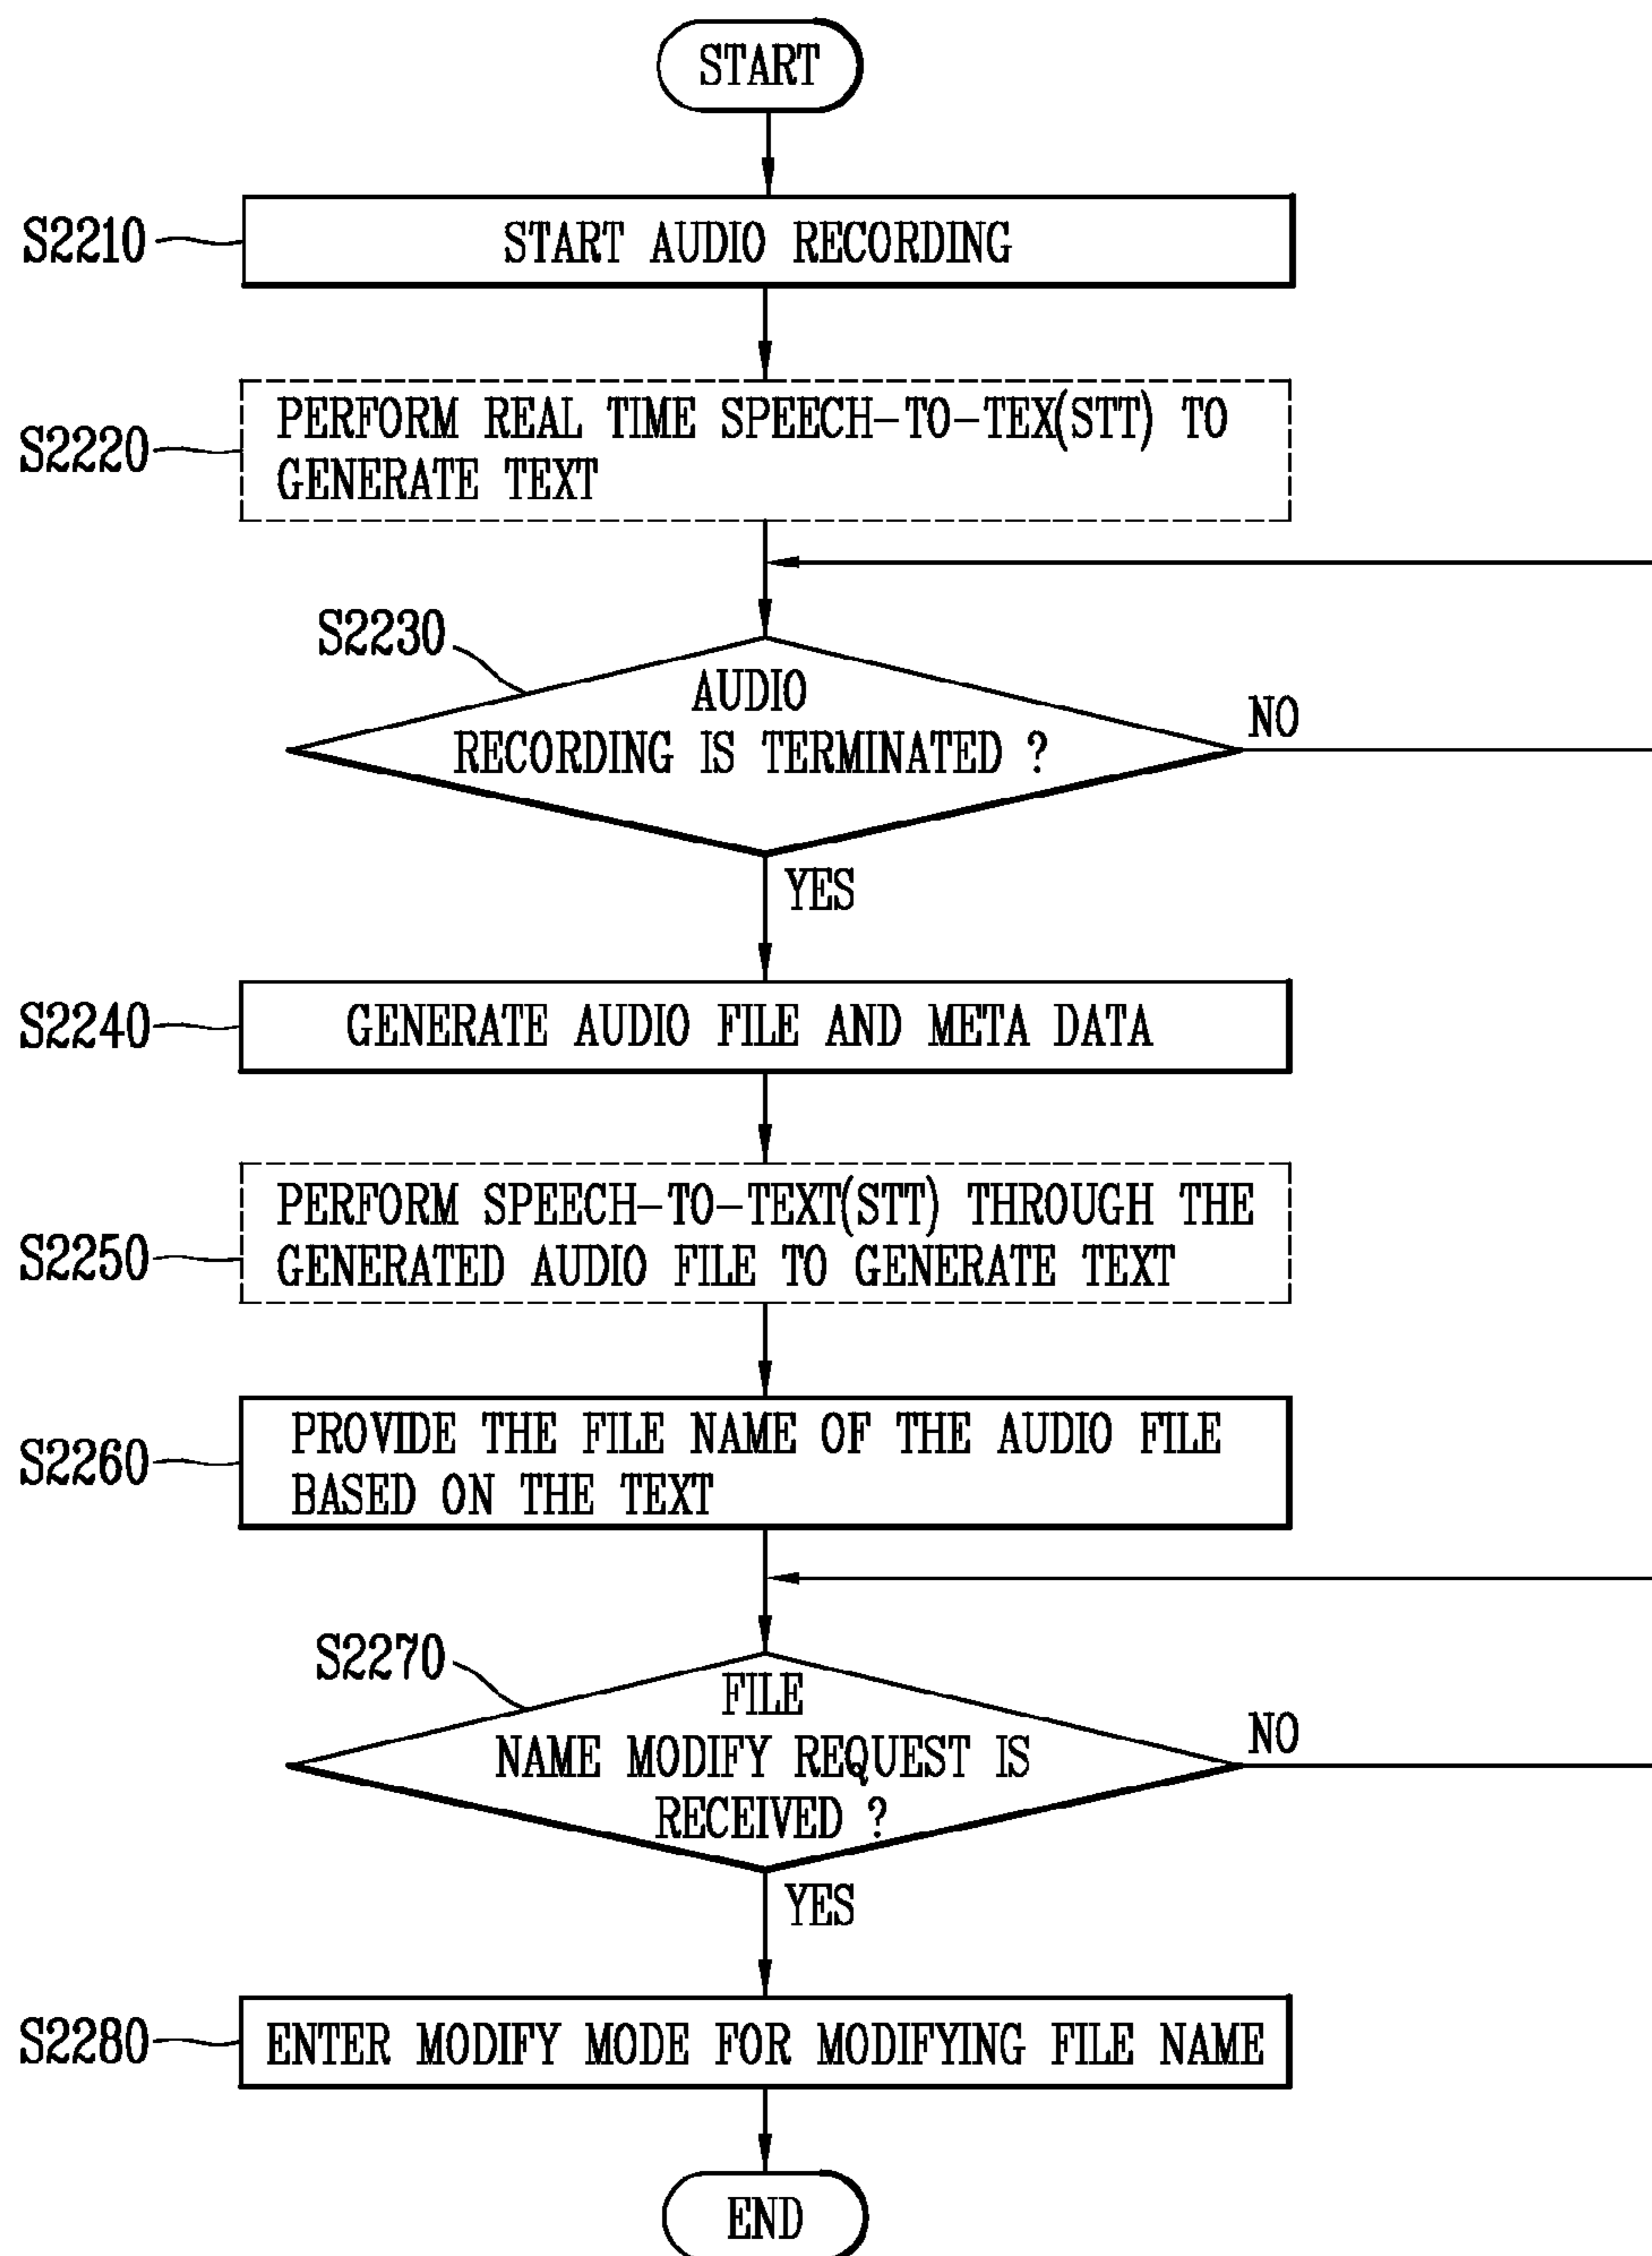 START
S2210
START AUDIO RECORDING
S2220
PERFORM REAL TIME SPEECH-TO-TEX(STT) TO
GENERATE TEXT
S2230
AUDIO
RECORDING IS TERMINATED ?
NO
YES
S2240
GENERATE AUDIO FILE AND META DATA
S2250
PERFORM SPEECH-TO-TEXT(STT) THROUGH THE
GENERATED AUDIO FILE TO GENERATE TEXT
S2260
PROVIDE THE FILE NAME OF THE AUDIO FILE
BASED ON THE TEXT
S2270
FILE
NAME MODIFY REQUEST IS
RECEIVED ?
NO
YES
S2280
ENTER MODIFY MODE FOR MODIFYING FILE NAME
END